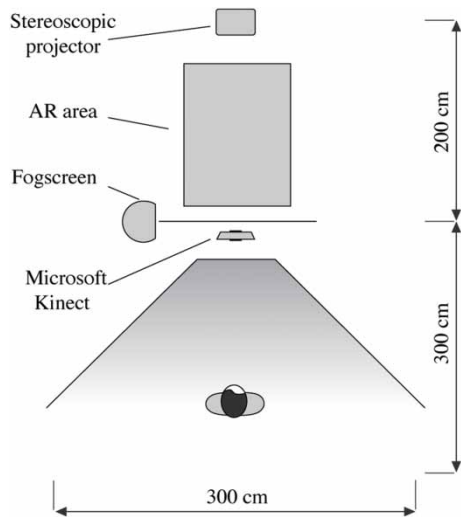 Stereoscopic
projector
AR area
Fogscreen
Microsoft
Kinect
200 cm
300 cm
300 cm